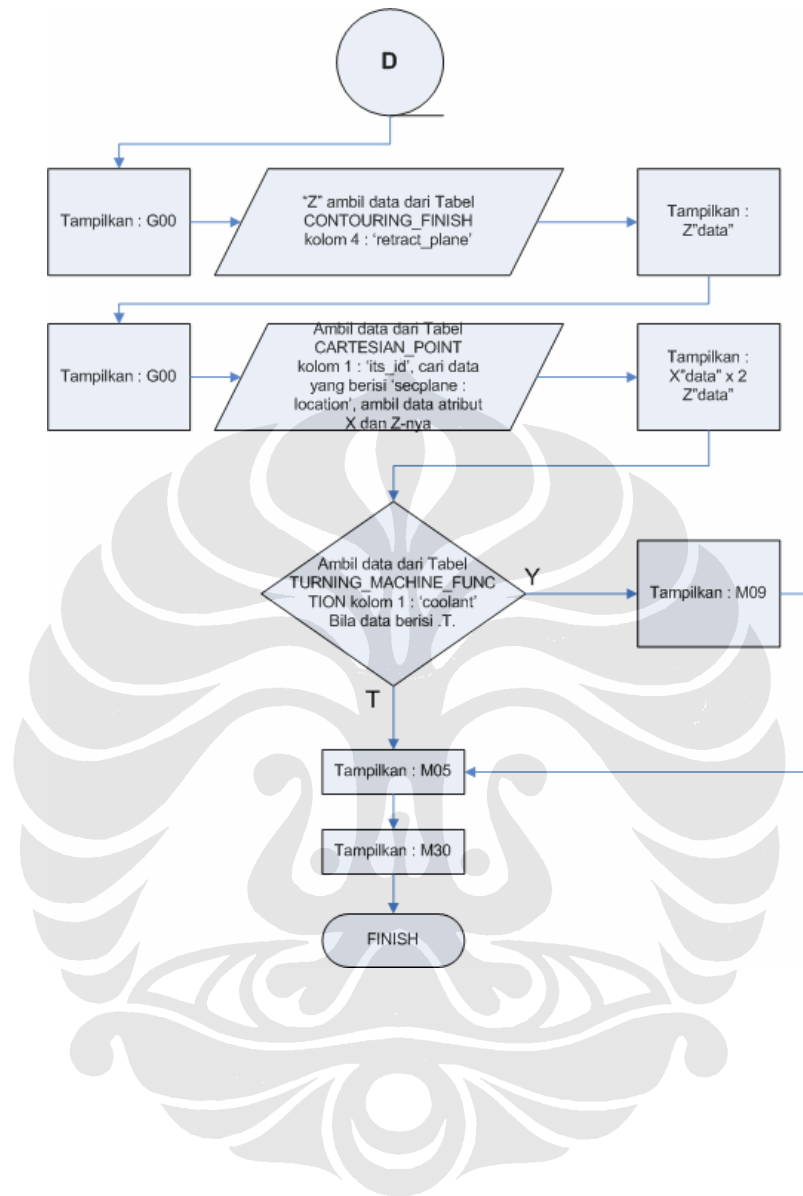 D
Tampilkan : G00
"Z" ambil data dari Tabel
CONTOURING_FINISH
kolom 4 : 'retract_plane'
Tampilkan :
Z"data"
Tampilkan : G00
Ambil data dari Tabel
CARTESIAN_POINT
kolom 1 : 'its_id', cari data
yang berisi 'secplane :
location', ambil data atribut
X dan Z-nya
Tampilkan :
X"data" x 2
Z"data"
Ambil data dari Tabel
TURNING_MACHINE_FUNC
TION kolom 1 : 'coolant'
Bila data berisi .T.
Y
Tampilkan : M09
T
Tampilkan : M05
Tampilkan : M30
FINISH